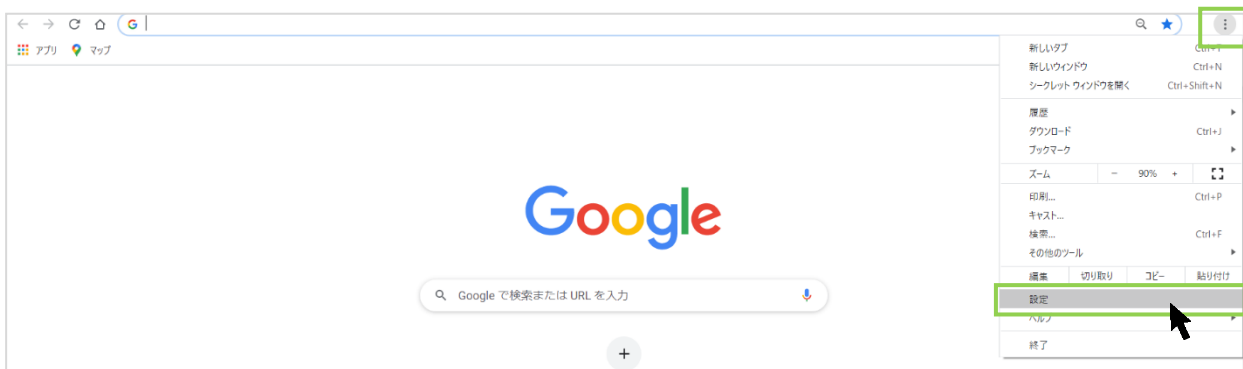 アプリ マップ
新しいタブ Ctrl+T
新しいウィンドウ Ctrl+N
シークレット ウィンドウを開く Ctrl+Shift+N
履歴
ダウンロード Ctrl+J
ブックマーク
ズーム − 90% +
印刷... Ctrl+P
キャスト...
検索... Ctrl+F
その他のツール
編集 切り取り コピー 貼り付け
設定
ヘルプ
終了
Google
Google で検索または URL を入力